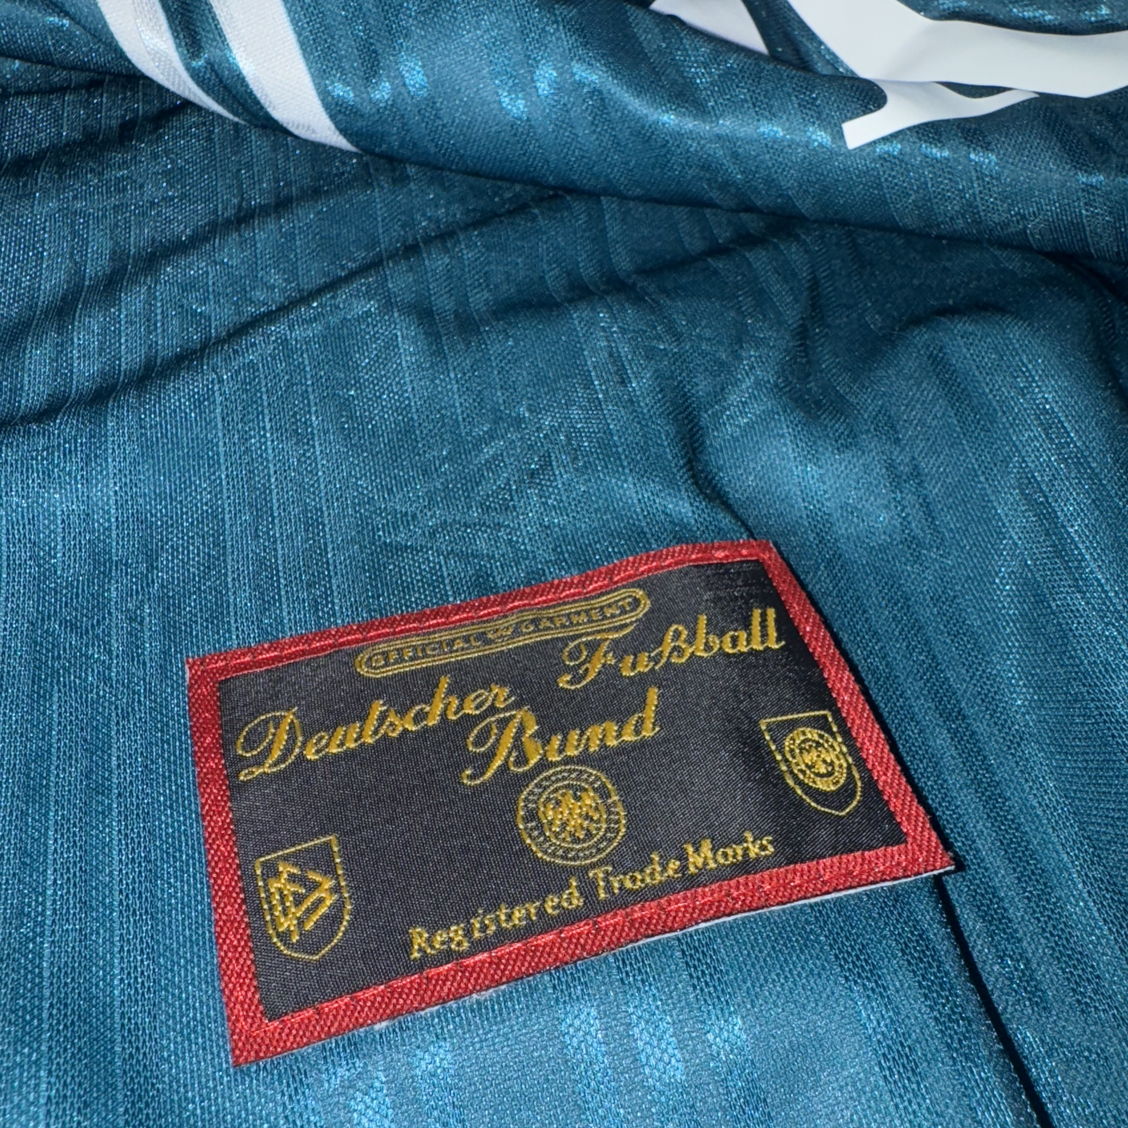 OFFICIAL GARMENT
Deutscher Fußball
Bund
Registered Trade Marks